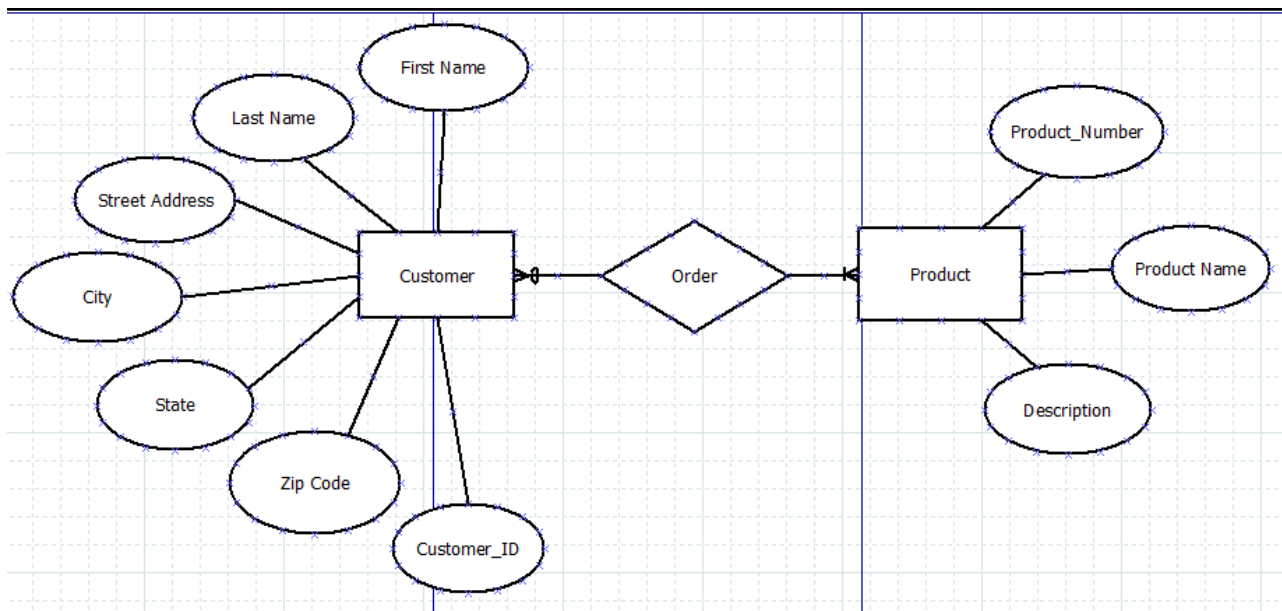 First Name
Last Name
Product_Number
Street Address
Customer
Order
Product
Product Name
City
State
Description
Zip Code
Customer_ID